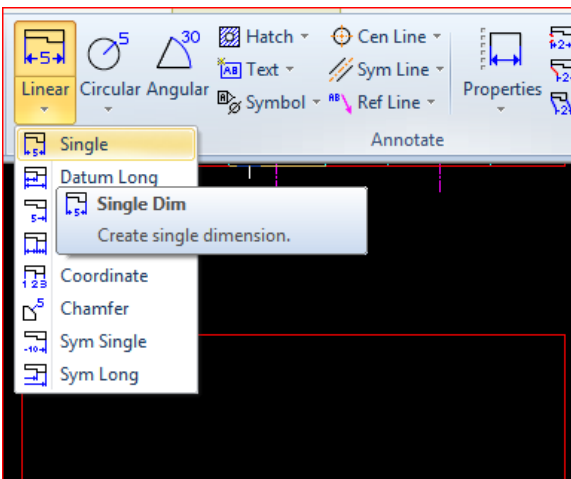 Linear
Circular
Angular
Hatch
Text
Symbol
Cen Line
Sym Line
Ref Line
Properties
Annotate
Single
Datum Long
Single Dim
Create single dimension.
Coordinate
Chamfer
Sym Single
Sym Long